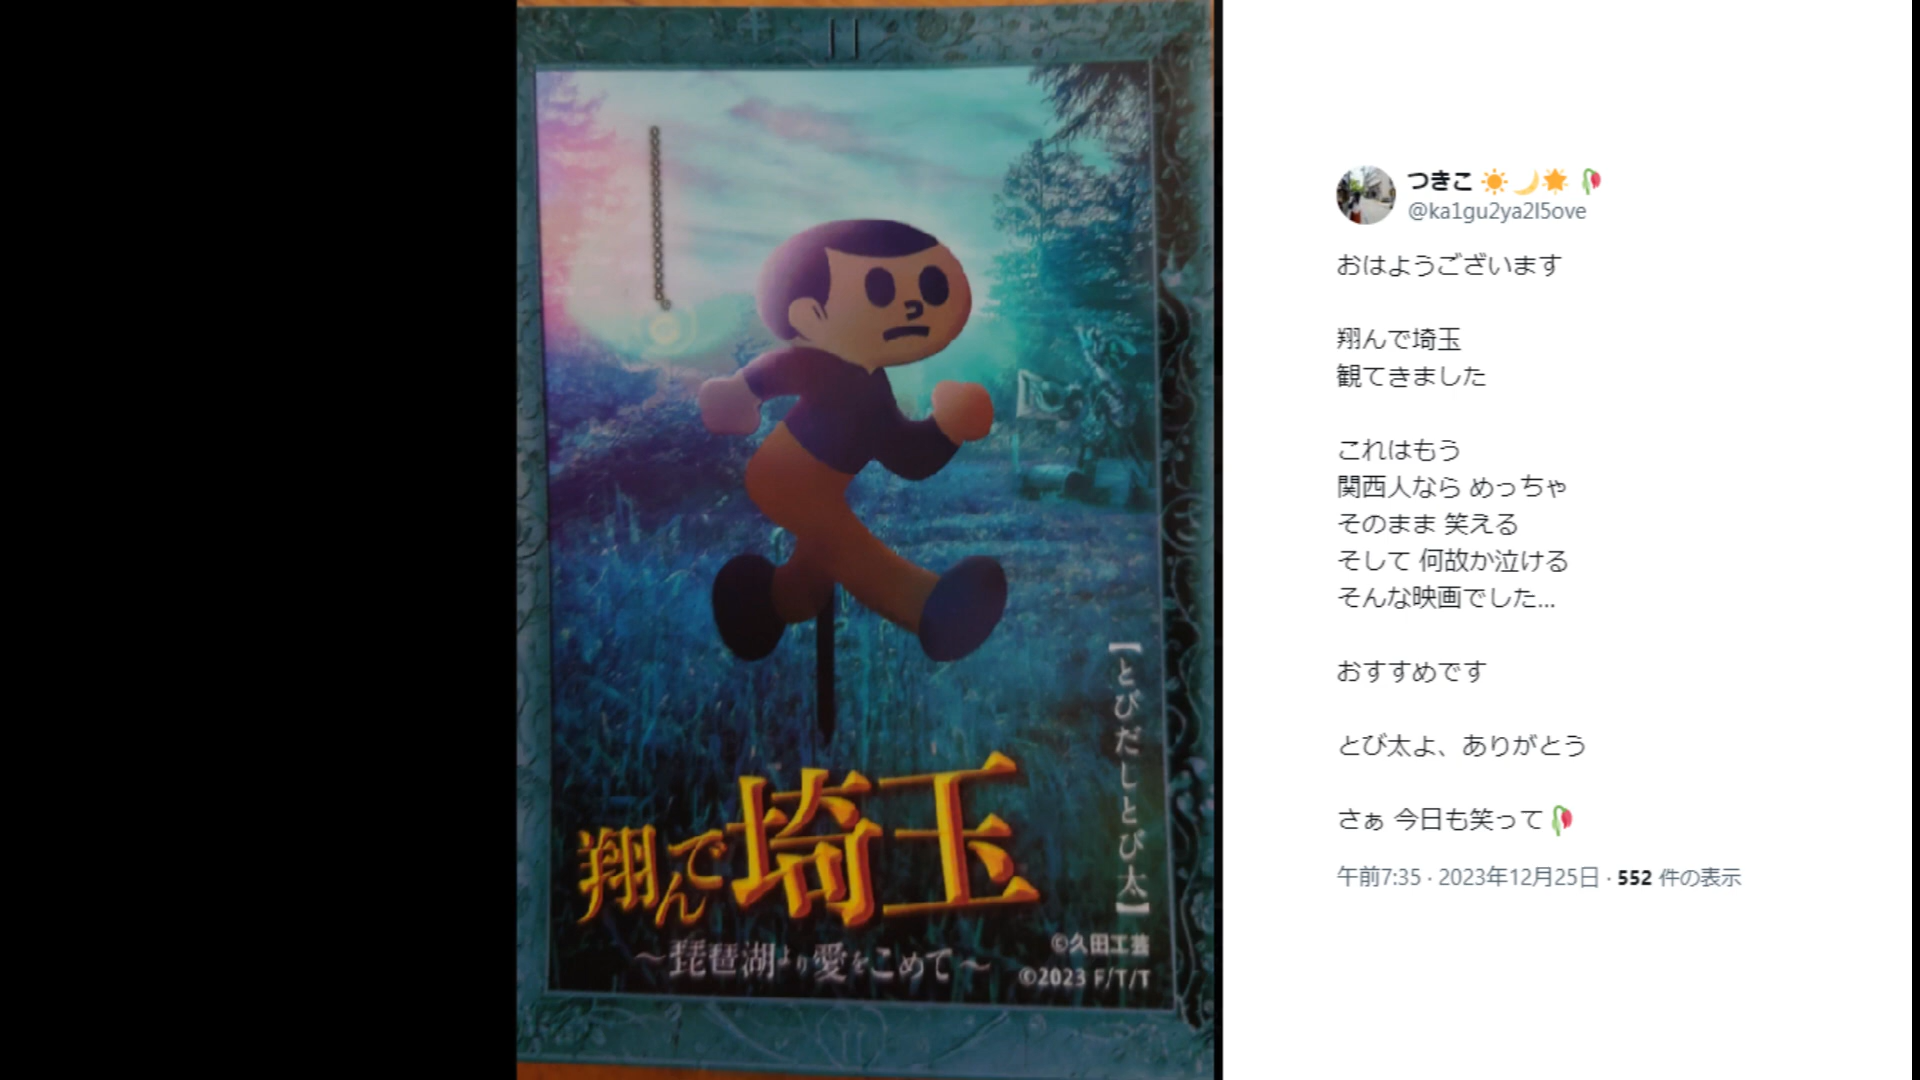 II
【とびだしとび太】
翔んで埼玉
～琵琶湖より愛をこめて～
©久田工芸
©2023 F/T/T
つきこ ☀️🌙🌟 🥀
@ka1gu2ya2l5ove
おはようございます
翔んで埼玉
観てきました
これはもう
関西人なら めっちゃ
そのまま 笑える
そして 何故か泣ける
そんな映画でした...
おすすめです
とび太よ、ありがとう
さぁ 今日も笑って🥀
午前7:35 · 2023年12月25日 · 552 件の表示